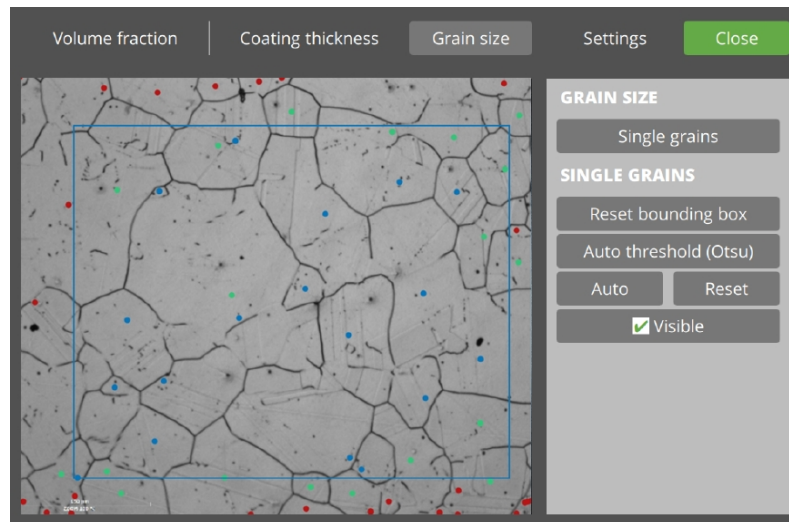 Volume fraction Coating thickness Grain size Settings Close
GRAIN SIZE
Single grains
SINGLE GRAINS
Reset bounding box
Auto threshold (Otsu)
Auto Reset
Visible